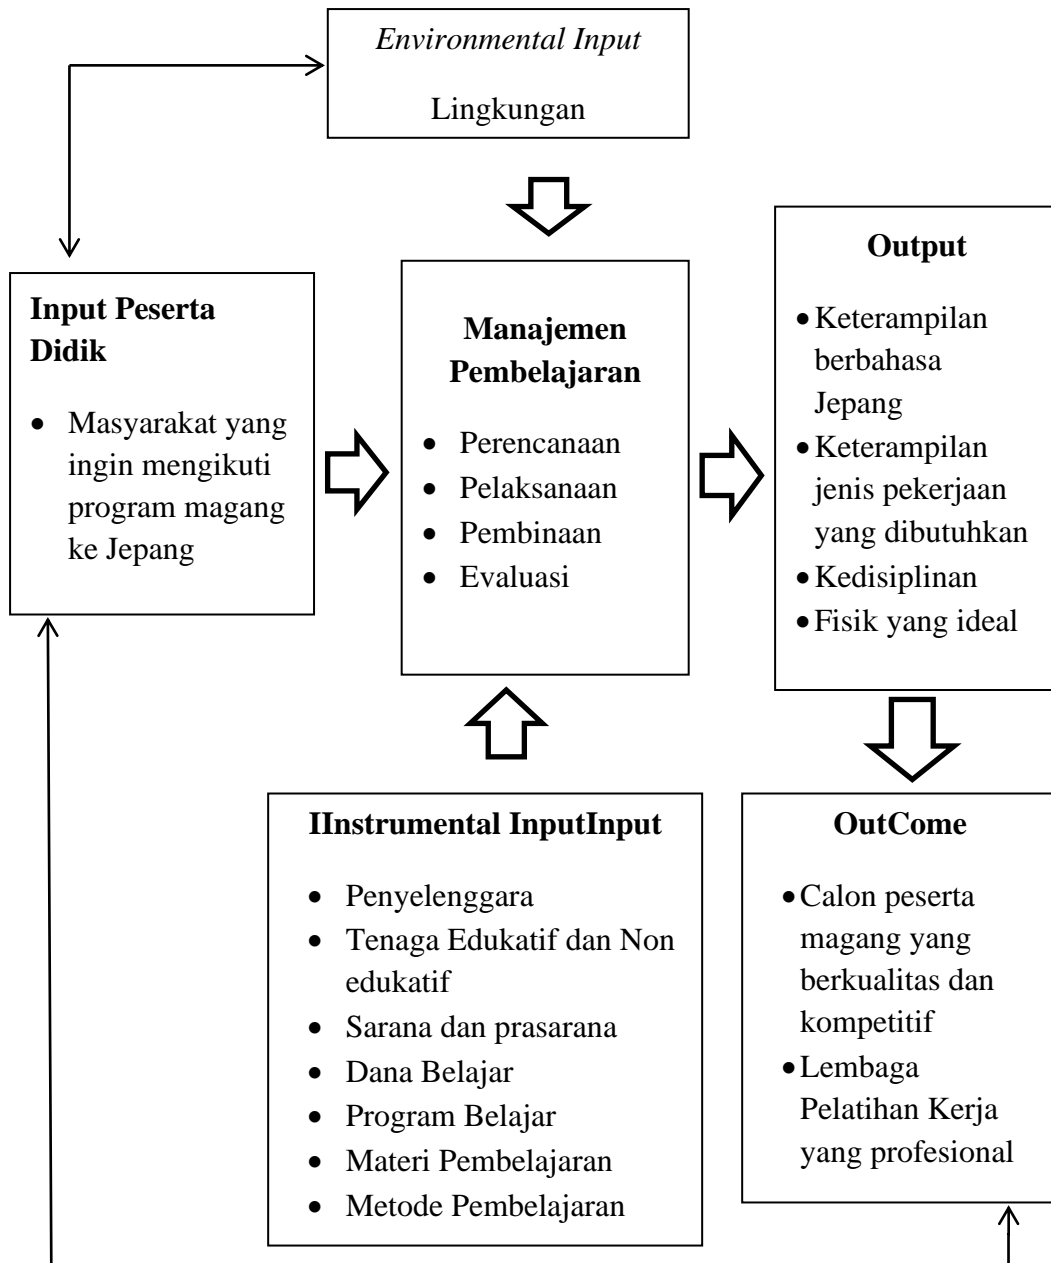 Environmental Input
Lingkungan
Input Peserta
Didik
• Masyarakat yang
ingin mengikuti
program magang
ke Jepang
Manajemen
Pembelajaran
• Perencanaan
• Pelaksanaan
• Pembinaan
• Evaluasi
Output
• Keterampilan
berbahasa
Jepang
• Keterampilan
jenis pekerjaan
yang dibutuhkan
• Kedisiplinan
• Fisik yang ideal
IInstrumental InputInput
• Penyelenggara
• Tenaga Edukatif dan Non
edukatif
• Sarana dan prasarana
• Dana Belajar
• Program Belajar
• Materi Pembelajaran
• Metode Pembelajaran
OutCome
• Calon peserta
magang yang
berkualitas dan
kompetitif
• Lembaga
Pelatihan Kerja
yang profesional